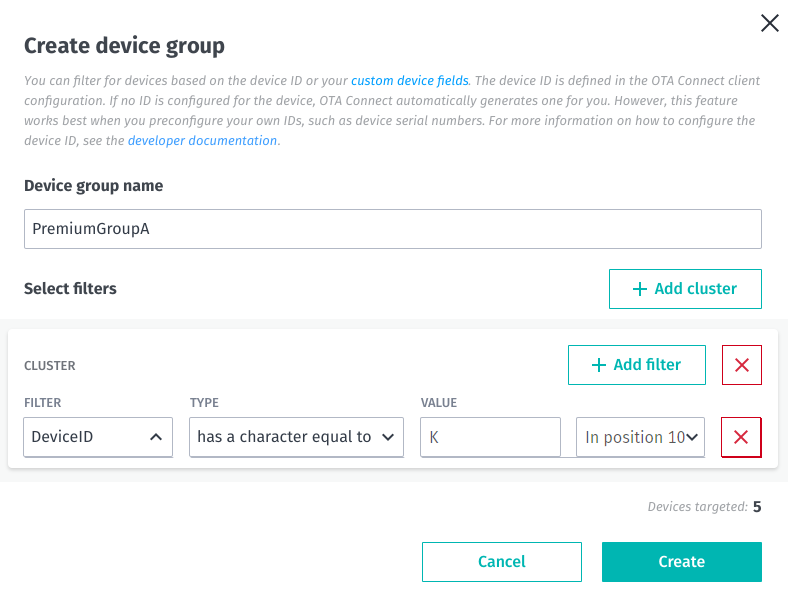 Create device group
You can filter for devices based on the device ID or your custom device fields. The device ID is defined in the OTA Connect client
configuration. If no ID is configured for the device, OTA Connect automatically generates one for you. However, this feature
works best when you preconfigure your own IDs, such as device serial numbers. For more information on how to configure the
device ID, see the developer documentation.
Device group name
PremiumGroupA
Select filters
Add cluster
CLUSTER
Add filter
FILTER TYPE VALUE
DeviceID has a character equal to K In position 10
Devices targeted: 5
Cancel Create